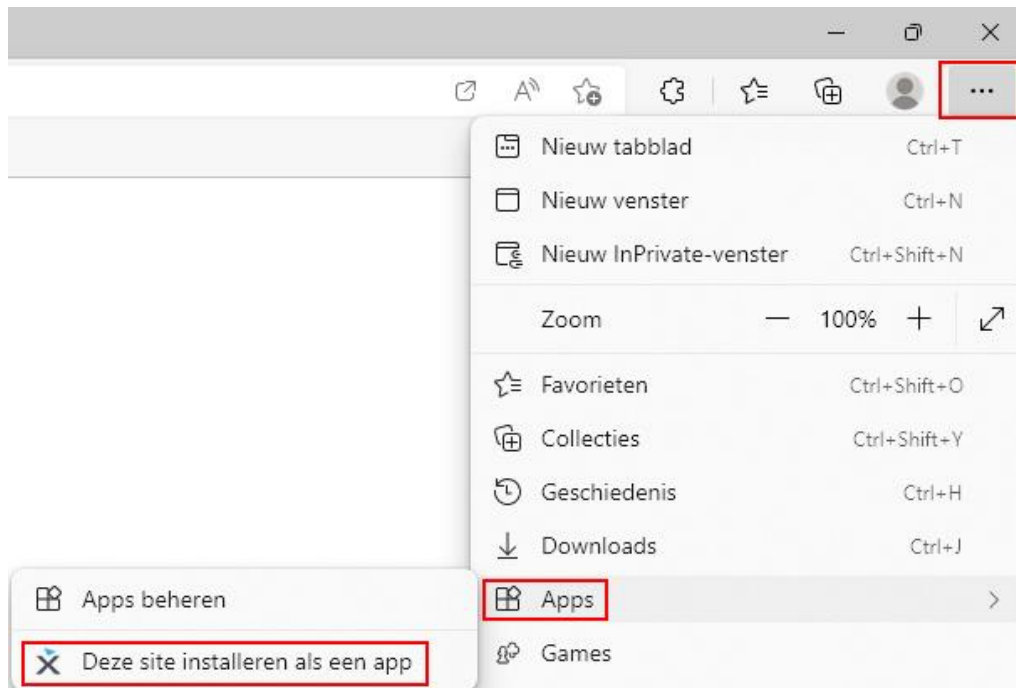 Nieuw tabblad Ctrl+T
Nieuw venster Ctrl+N
Nieuw InPrivate-venster Ctrl+Shift+N
Zoom 100%
Favorieten Ctrl+Shift+O
Collecties Ctrl+Shift+Y
Geschiedenis Ctrl+H
Downloads Ctrl+J
Apps beheren
Apps
Deze site installeren als een app
Games